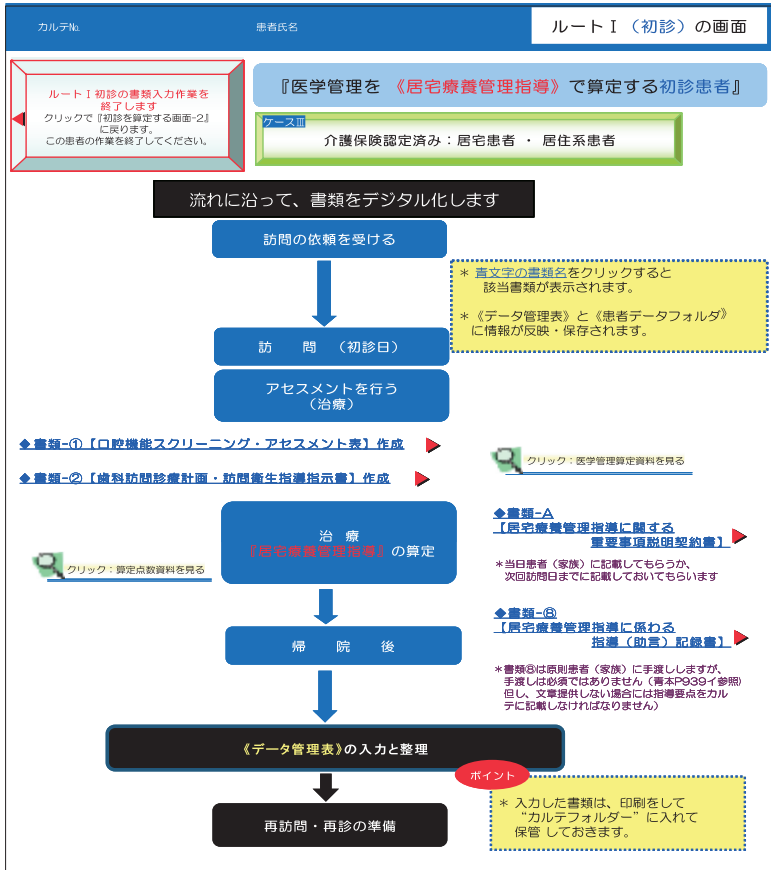 カルテ№
患者氏名
ルートⅠ（初診）の画面
ルートⅠ初診の書類入力作業を
終了します
クリックで『初診を算定する画面-2』
に戻ります。
この患者の作業を終了してください。
『医学管理を 《居宅療養管理指導》で算定する初診患者』
ケースⅢ
介護保険認定済み：居宅患者 ・ 居住系患者
流れに沿って、書類をデジタル化します
訪問の依頼を受ける
＊ 青文字の書類名をクリックすると
該当書類が表示されます。
＊《データ管理表》と《患者データフォルダ》
に情報が反映・保存されます。
訪 問 （初診日）
アセスメントを行う
（治療）
◆書類-①【口腔機能スクリーニング・アセスメント表】作成
◆書類-②【歯科訪問診療計画・訪問衛生指導指示書】作成
クリック：医学管理算定資料を見る
治 療
『居宅療養管理指導』の算定
クリック：算定点数資料を見る
◆書類-A
【居宅療養管理指導に関する
重要事項説明契約書】
＊当日患者（家族）に記載してもらうか、
次回訪問日までに記載しておいてもらいます
帰 院 後
◆書類-⑧
【居宅療養管理指導に係わる
指導（助言）記録書】
＊書類⑧は原則患者（家族）に手渡ししますが、
手渡しは必須ではありません（青本P939イ参照)
但し、文章提供しない場合には指導要点をカル
テに記載しなければなりません）
《データ管理表》の入力と整理
ポイント
＊ 入力した書類は、印刷をして
“カルテフォルダー”に入れて
保管 しておきます。
再訪問・再診の準備